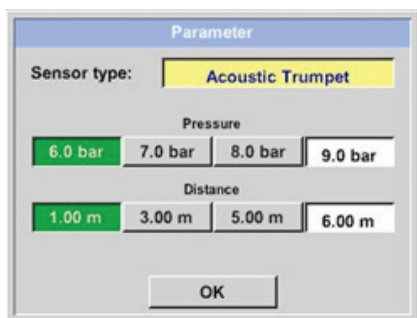 Parameter
Sensor type: Acoustic Trumpet
Pressure
6.0 bar 7.0 bar 8.0 bar 9.0 bar
Distance
1.00 m 3.00 m 5.00 m 6.00 m
OK